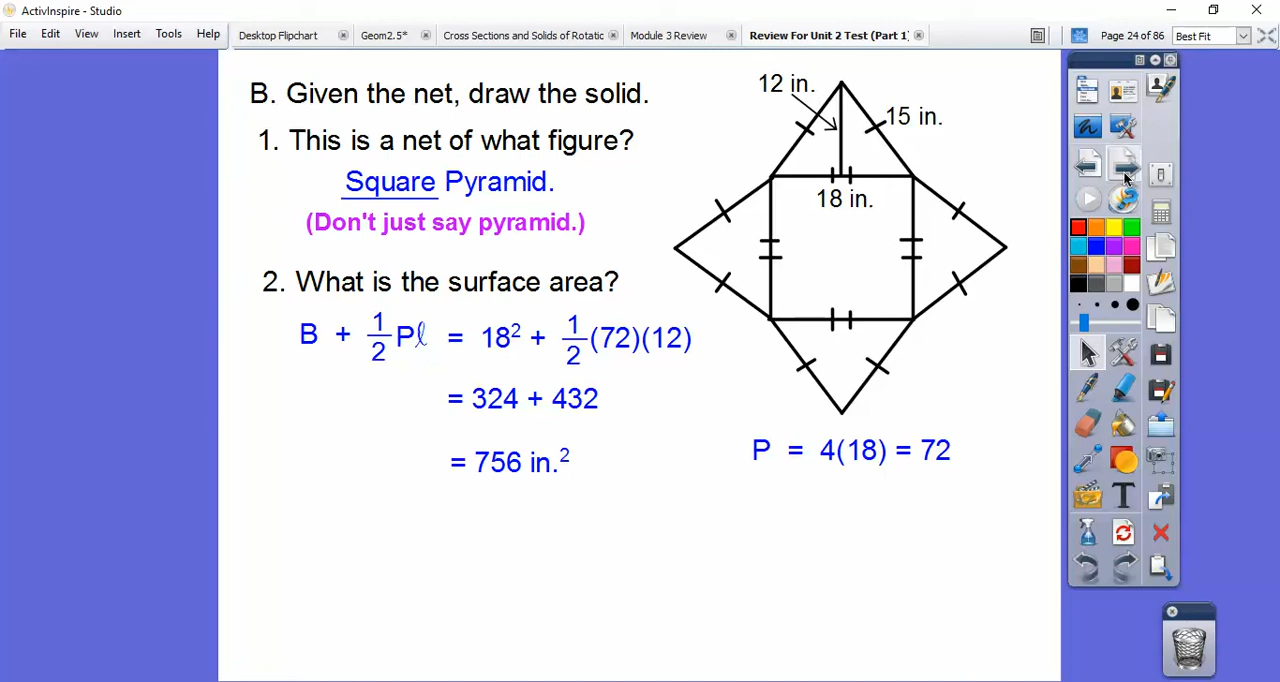 ActivInspire - Studio
File Edit View Insert Tools Help
Desktop Flipchart Geom2.5* Cross Sections and Solids of Rotatic Module 3 Review Review For Unit 2 Test (Part 1)
Page 24 of 86 Best Fit
B. Given the net, draw the solid.
1. This is a net of what figure?
Square Pyramid.
(Don't just say pyramid.)
2. What is the surface area?
B + 1/2 Pℓ = 18² + 1/2 (72)(12)
= 324 + 432
= 756 in.²
12 in.
15 in.
18 in.
P = 4(18) = 72